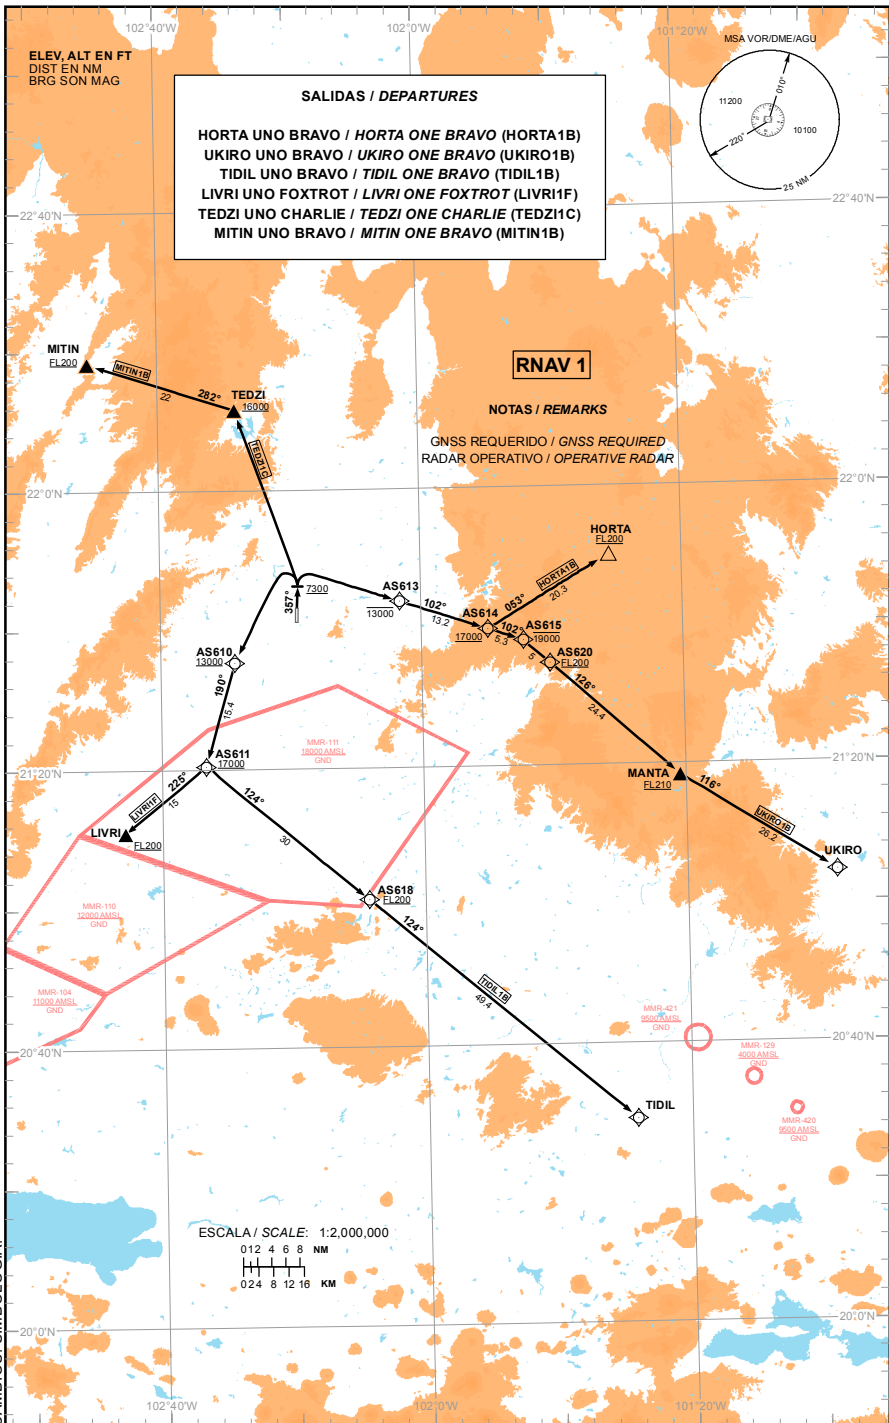 102°40'W
102°0'W
101°20'W
ELEV, ALT EN FT
DIST EN NM
BRG SON MAG
SALIDAS / DEPARTURES
HORTA UNO BRAVO / HORTA ONE BRAVO (HORTA1B)
UKIRO UNO BRAVO / UKIRO ONE BRAVO (UKIRO1B)
TIDIL UNO BRAVO / TIDIL ONE BRAVO (TIDIL1B)
LIVRI UNO FOXTROT / LIVRI ONE FOXTROT (LIVRI1F)
TEDZI UNO CHARLIE / TEDZI ONE CHARLIE (TEDZI1C)
MITIN UNO BRAVO / MITIN ONE BRAVO (MITIN1B)
MSA VOR/DME/AGU
010°
11200
10100
220°
25 NM
22°40'N
22°40'N
MITIN
FL200
MITIN1B
22
282°
TEDZI
16000
TEDZI1C
RNAV 1
NOTAS / REMARKS
GNSS REQUERIDO / GNSS REQUIRED
RADAR OPERATIVO / OPERATIVE RADAR
22°0'N
22°0'N
HORTA
FL200
HORTA1B
20.3
053°
357°
7300
AS613
13000
102°
13.2
AS614
17000
102°
5.3
AS615
19000
5
AS620
FL200
126°
24.4
AS610
13000
190°
15.4
MMR-111
18000 AMSL
GND
AS611
17000
21°20'N
21°20'N
MANTA
FL210
116°
UKIRO1B
26.2
UKIRO
225°
LIVRI1F
15
LIVRI
FL200
124°
30
AS618
FL200
124°
TIDIL1B
49.4
MMR-110
12000 AMSL
GND
MMR-104
11000 AMSL
GND
MMR-421
9500 AMSL
GND
MMR-129
4000 AMSL
GND
MMR-420
9500 AMSL
GND
20°40'N
20°40'N
TIDIL
ESCALA / SCALE: 1:2,000,000
0 1 2 4 6 8 NM
0 2 4 8 12 16 KM
20°0'N
20°0'N
102°40'W
102°0'W
101°20'W